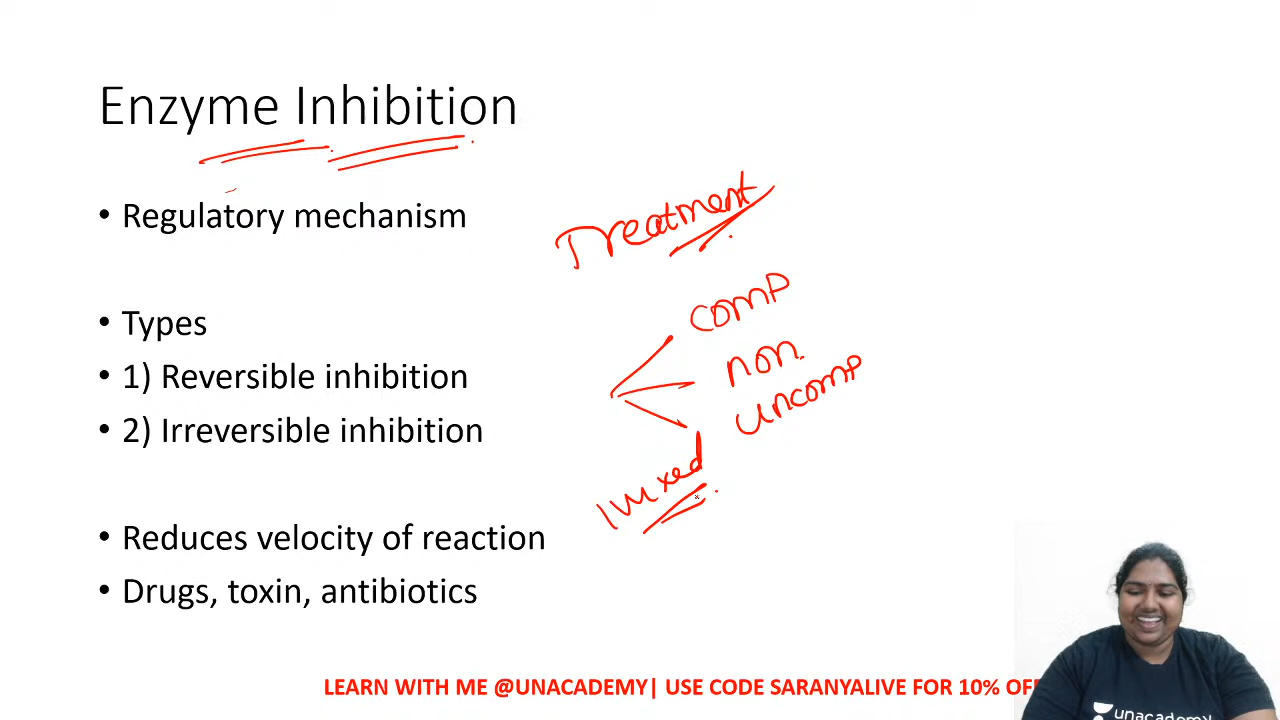 Enzyme Inhibition
• Regulatory mechanism
Treatment
• Types
comp
• 1) Reversible inhibition
non
• 2) Irreversible inhibition
uncomp
mixed
• Reduces velocity of reaction
• Drugs, toxin, antibiotics
LEARN WITH ME @UNACADEMY| USE CODE SARANYALIVE FOR 10% OF
unacademy